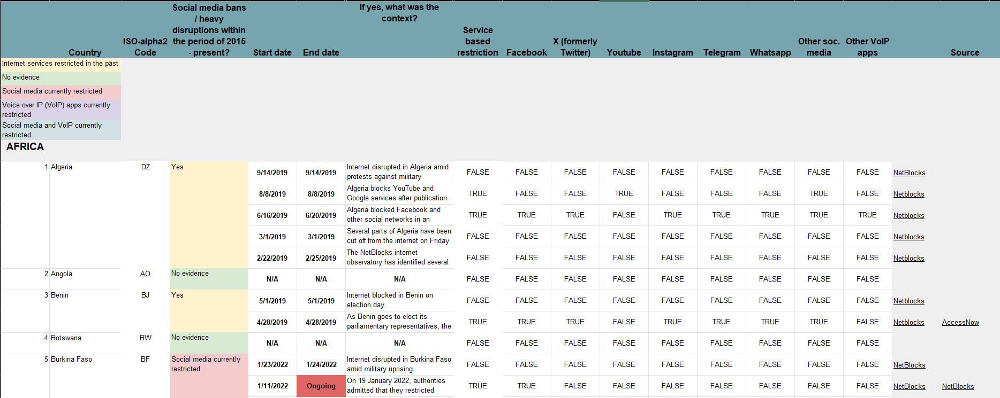 Country
ISO-alpha2
Code
Social media bans
/ heavy
disruptions within
the period of 2015
- present?
Start date
End date
If yes, what was the
context?
Service
based
restriction
Facebook
X (formerly
Twitter)
Youtube
Instagram
Telegram
Whatsapp
Other soc.
media
Other VoIP
apps
Source
Internet services restricted in the past
No evidence
Social media currently restricted
Voice over IP (VoIP) apps currently
restricted
Social media and VoIP currently
restricted
AFRICA
1 Algeria DZ Yes
9/14/2019 9/14/2019
Internet disrupted in Algeria amid
protests against military
FALSE FALSE FALSE FALSE FALSE FALSE FALSE FALSE FALSE NetBlocks
8/8/2019 8/8/2019
Algeria blocks YouTube and
Google services after publication
TRUE FALSE FALSE TRUE FALSE FALSE FALSE TRUE FALSE Netblocks
6/16/2019 6/20/2019
Algeria blocked Facebook and
other social networks in an
TRUE TRUE TRUE FALSE TRUE TRUE TRUE TRUE TRUE Netblocks
3/1/2019 3/1/2019
Several parts of Algeria have been
cut off from the internet on Friday
FALSE FALSE FALSE FALSE FALSE FALSE FALSE FALSE FALSE Netblocks
2/22/2019 2/25/2019
The NetBlocks internet
observatory has identified several
FALSE FALSE FALSE FALSE FALSE FALSE FALSE FALSE FALSE Netblocks
2 Angola AO No evidence
N/A N/A N/A FALSE FALSE FALSE FALSE FALSE FALSE FALSE FALSE FALSE
3 Benin BJ Yes
5/1/2019 5/1/2019
Internet blocked in Benin on
election day.
FALSE FALSE FALSE FALSE FALSE FALSE FALSE FALSE FALSE Netblocks
4/28/2019 4/28/2019
As Benin goes to elect its
parliamentary representatives, the
TRUE TRUE TRUE FALSE TRUE TRUE TRUE TRUE FALSE Netblocks AccessNow
4 Botswana BW No evidence
N/A N/A N/A FALSE FALSE FALSE FALSE FALSE FALSE FALSE FALSE FALSE
5 Burkina Faso BF Social media currently
restricted
1/23/2022 1/24/2022
Internet disrupted in Burkina Faso
amid military uprising
FALSE FALSE FALSE FALSE FALSE FALSE FALSE FALSE FALSE NetBlocks
1/11/2022 Ongoing
On 19 January 2022, authorities
admitted that they restricted
TRUE TRUE FALSE FALSE FALSE FALSE FALSE FALSE FALSE NetBlocks NetBlocks